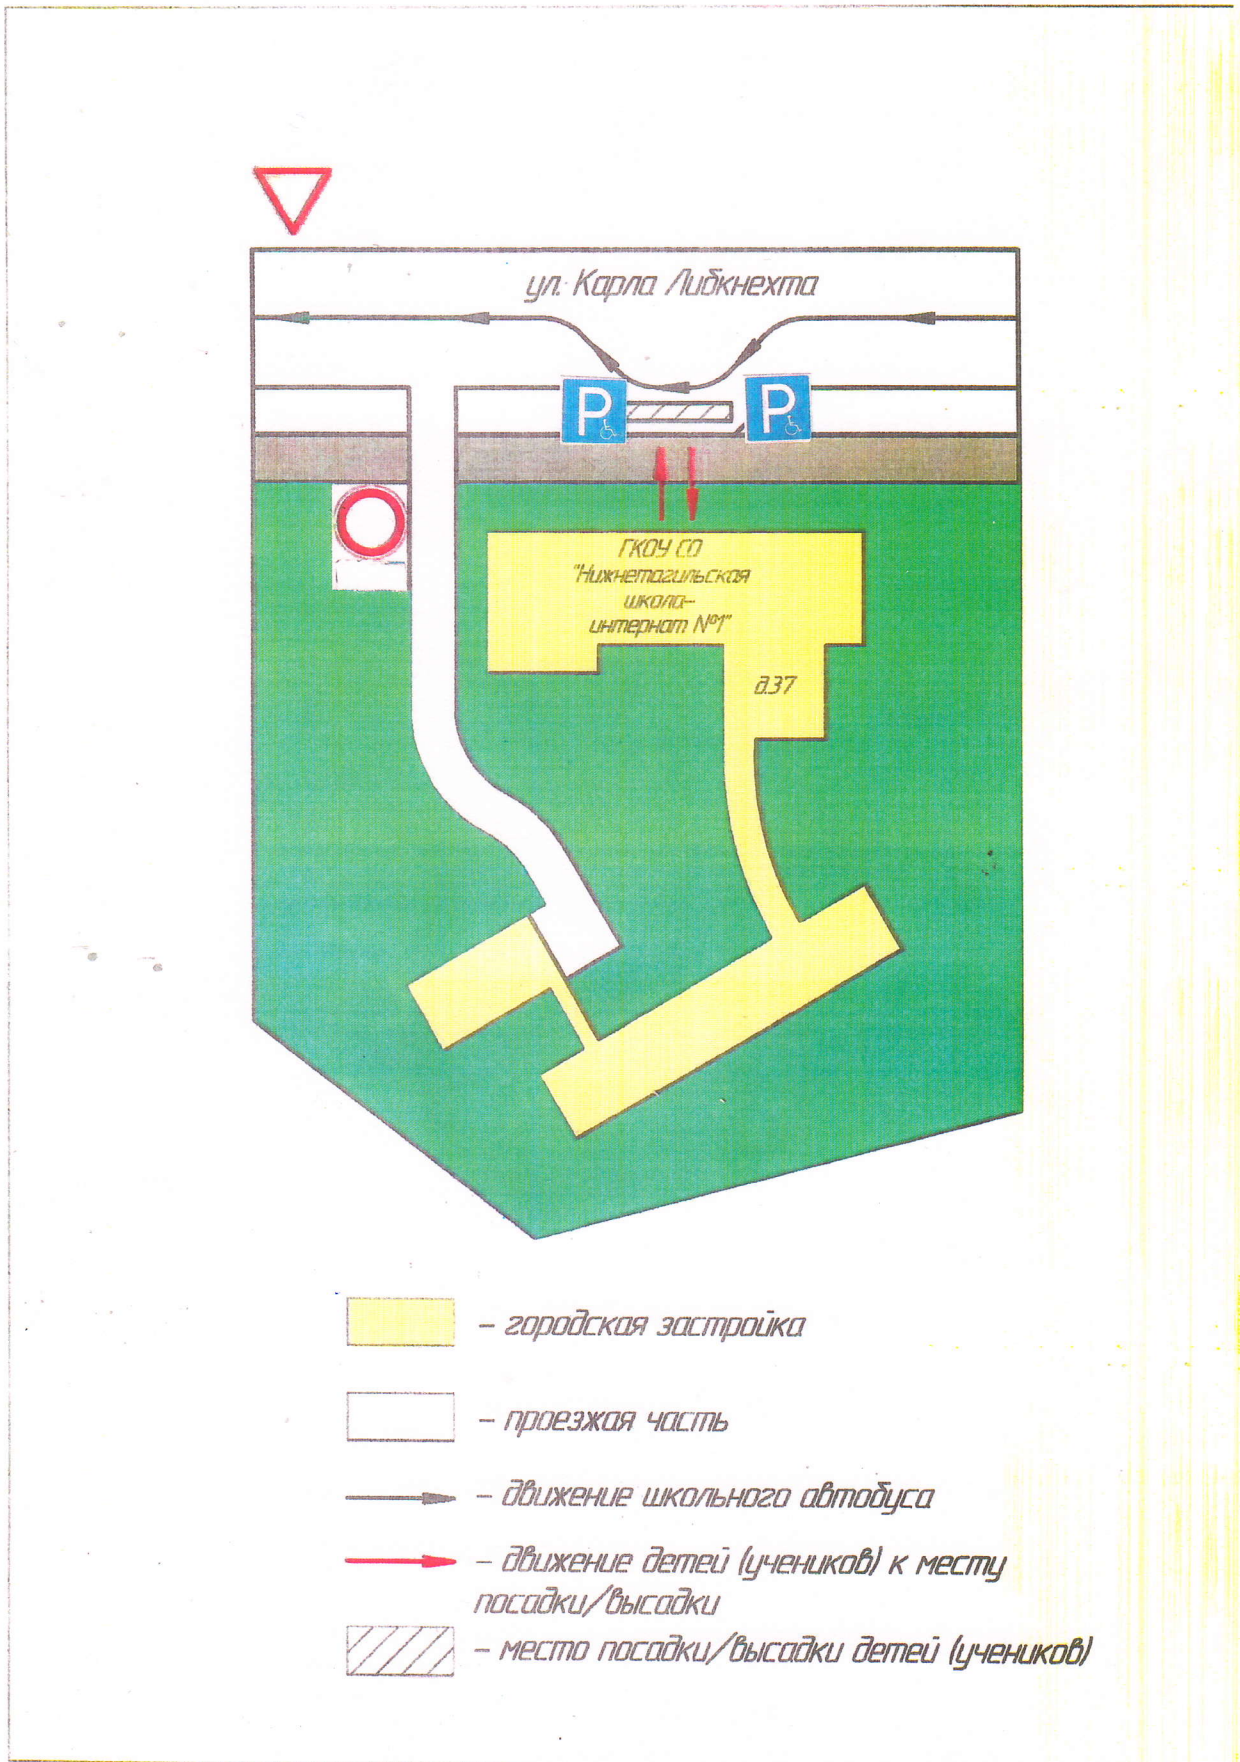 ул. Карла Либкнехта
P
P
ГКОУ СО
"Нижнетагильская
школа-
интернат №1"
д.37
- городская застройка
- проезжая часть
- движение школьного автобуса
- движение детей (учеников) к месту
посадки/высадки
- место посадки/высадки детей (учеников)